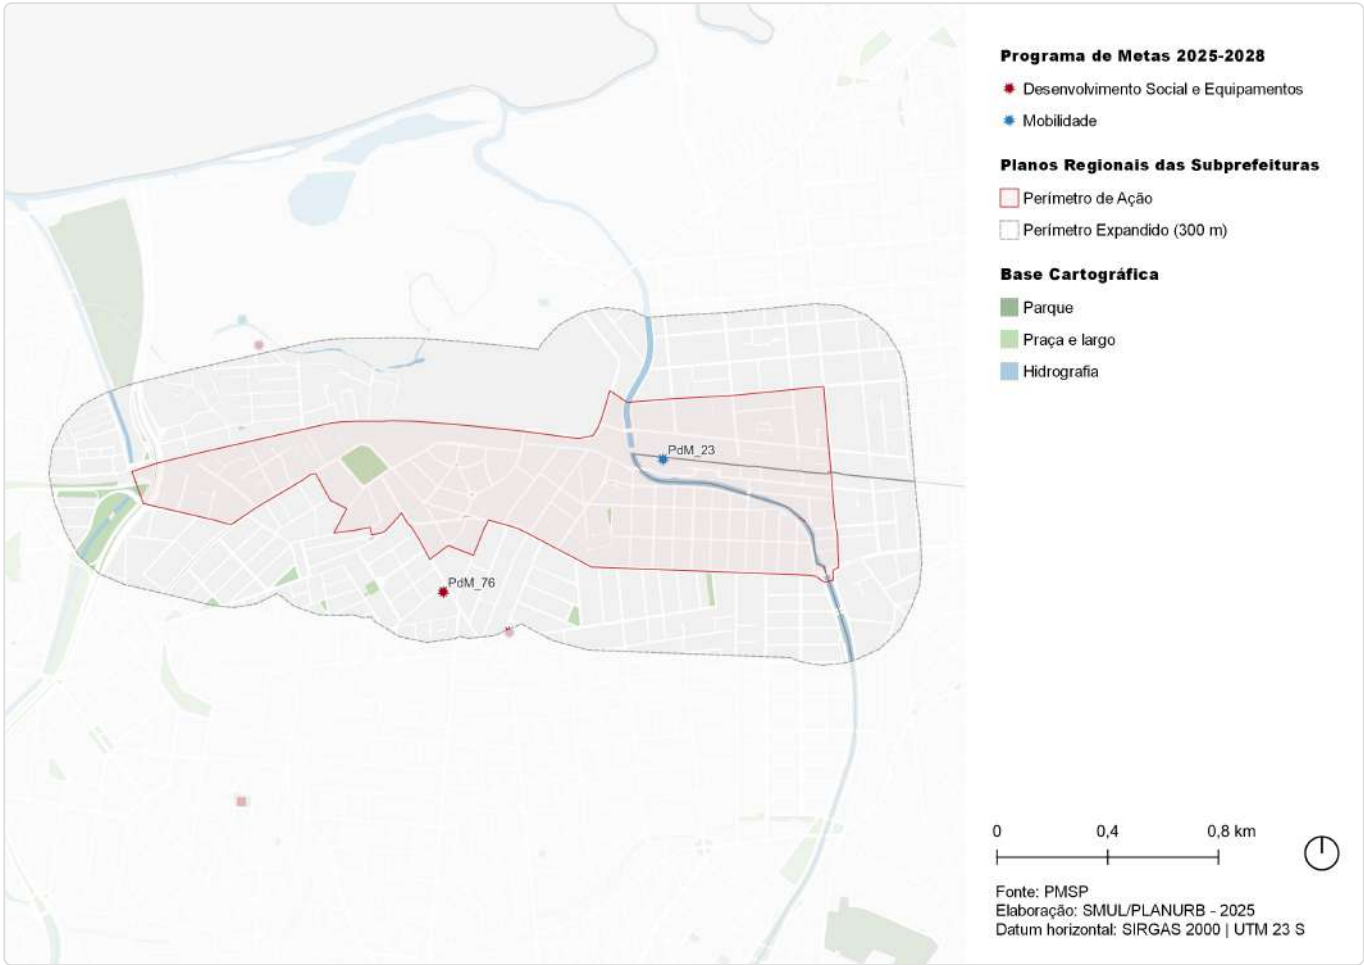 Programa de Metas 2025-2028
Desenvolvimento Social e Equipamentos
Mobilidade
Planos Regionais das Subprefeituras
Perímetro de Ação
Perímetro Expandido (300 m)
Base Cartográfica
Parque
Praça e largo
Hidrografia
PdM_23
PdM_76
0 0,4 0,8 km
Fonte: PMSP
Elaboração: SMUL/PLANURB - 2025
Datum horizontal: SIRGAS 2000 | UTM 23 S